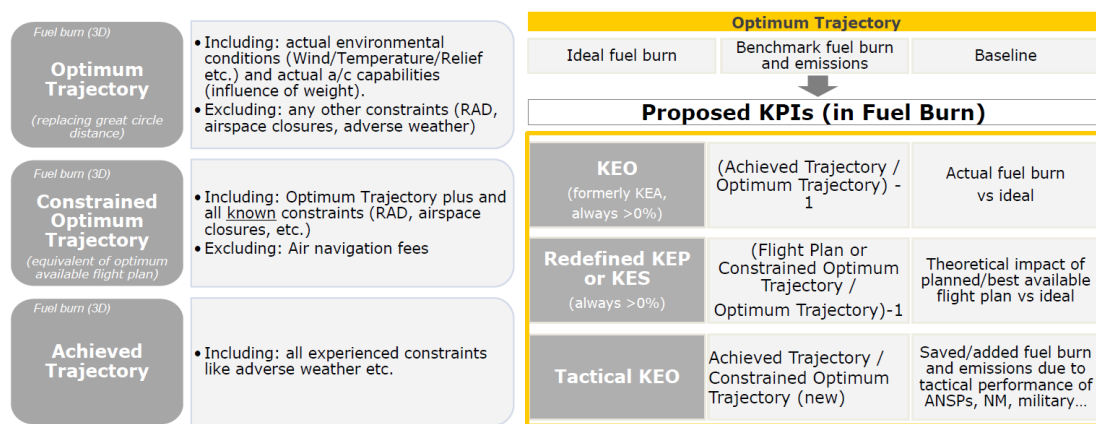 Fuel burn (3D)
Optimum
Trajectory
(replacing great circle
distance)
• Including: actual environmental
conditions (Wind/Temperature/Relief
etc.) and actual a/c capabilities
(influence of weight).
• Excluding: any other constraints (RAD,
airspace closures, adverse weather)
Fuel burn (3D)
Constrained
Optimum
Trajectory
(equivalent of optimum
available flight plan)
• Including: Optimum Trajectory plus and
all known constraints (RAD, airspace
closures, etc.)
• Excluding: Air navigation fees
Fuel burn (3D)
Achieved
Trajectory
• Including: all experienced constraints
like adverse weather etc.
Optimum Trajectory
Ideal fuel burn
Benchmark fuel burn
and emissions
Baseline
Proposed KPIs (in Fuel Burn)
KEO
(formerly KEA,
always >0%)
(Achieved Trajectory /
Optimum Trajectory) -
1
Actual fuel burn
vs ideal
Redefined KEP
or KES
(always >0%)
(Flight Plan or
Constrained Optimum
Trajectory /
Optimum Trajectory)-1
Theoretical impact of
planned/best available
flight plan vs ideal
Tactical KEO
Achieved Trajectory /
Constrained Optimum
Trajectory (new)
Saved/added fuel burn
and emissions due to
tactical performance of
ANSPs, NM, military…